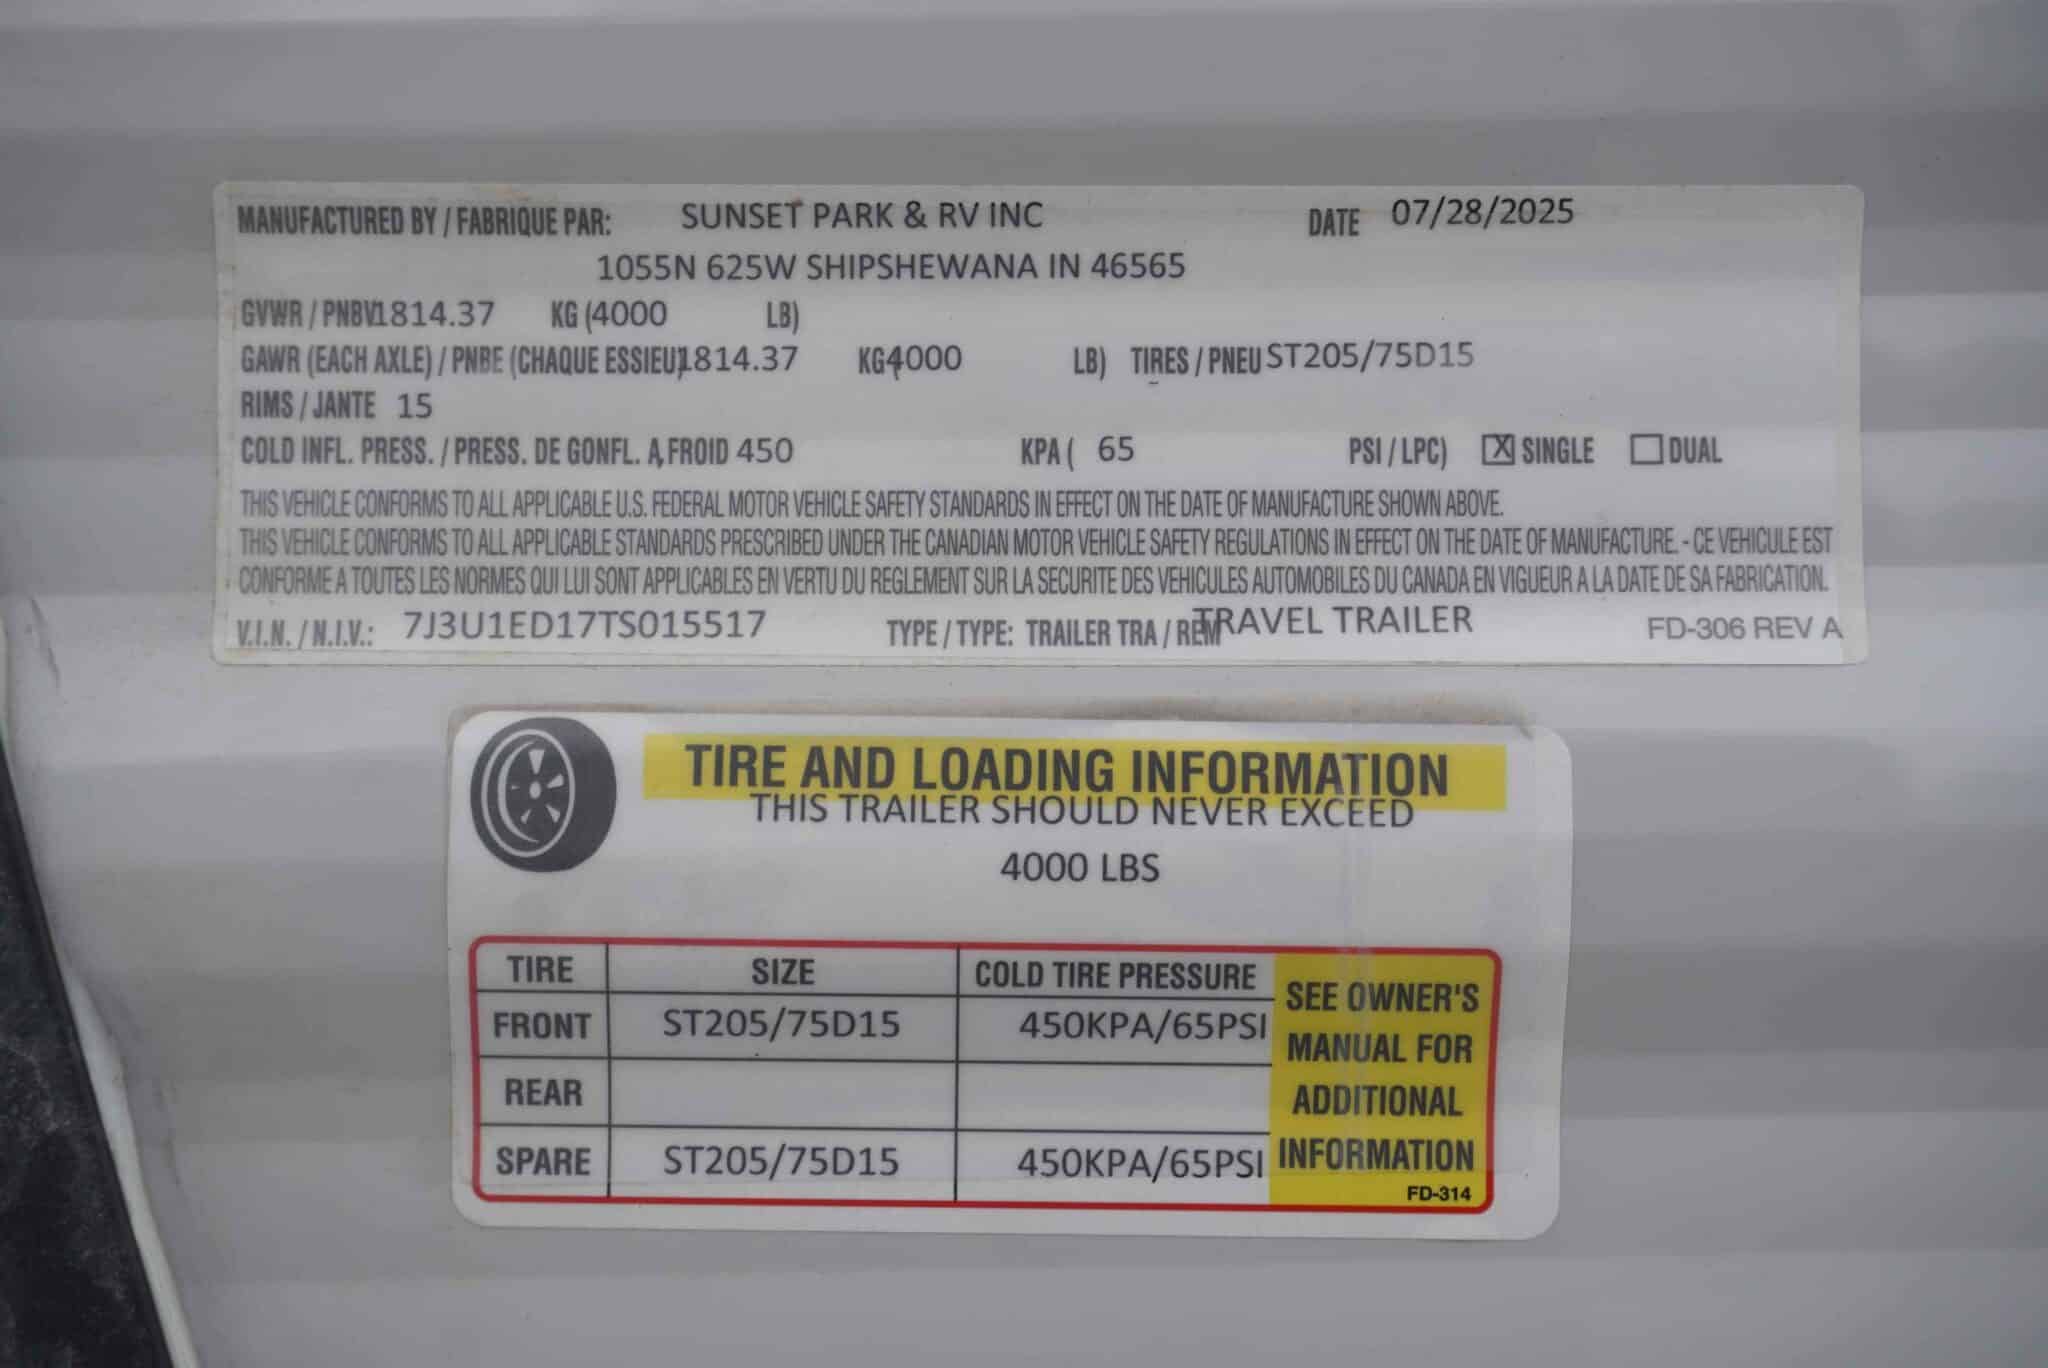 MANUFACTURED BY / FABRIQUE PAR: SUNSET PARK & RV INC DATE 07/28/2025
1055N 625W SHIPSHEWANA IN 46565
GVWR / PNBV 1814.37 KG (4000 LB)
GAWR (EACH AXLE) / PNBE (CHAQUE ESSIEU) 1814.37 KG (4000 LB) TIRES / PNEU ST205/75D15
RIMS / JANTE 15
COLD INFL. PRESS. / PRESS. DE GONFL. A, FROID 450 KPA ( 65 PSI / LPC) X SINGLE DUAL
THIS VEHICLE CONFORMS TO ALL APPLICABLE U.S. FEDERAL MOTOR VEHICLE SAFETY STANDARDS IN EFFECT ON THE DATE OF MANUFACTURE SHOWN ABOVE.
THIS VEHICLE CONFORMS TO ALL APPLICABLE STANDARDS PRESCRIBED UNDER THE CANADIAN MOTOR VEHICLE SAFETY REGULATIONS IN EFFECT ON THE DATE OF MANUFACTURE. - CE VEHICULE EST
CONFORME A TOUTES LES NORMES QUI LUI SONT APPLICABLES EN VERTU DU REGLEMENT SUR LA SECURITE DES VEHICULES AUTOMOBILES DU CANADA EN VIGUEUR A LA DATE DE SA FABRICATION.
V.I.N. / N.I.V.: 7J3U1ED17TS015517 TYPE / TYPE: TRAILER TRA / REM TRAVEL TRAILER FD-306 REV A
TIRE AND LOADING INFORMATION
THIS TRAILER SHOULD NEVER EXCEED
4000 LBS
TIRE SIZE COLD TIRE PRESSURE
FRONT ST205/75D15 450KPA/65PSI
REAR
SPARE ST205/75D15 450KPA/65PSI
SEE OWNER'S
MANUAL FOR
ADDITIONAL
INFORMATION
FD-314